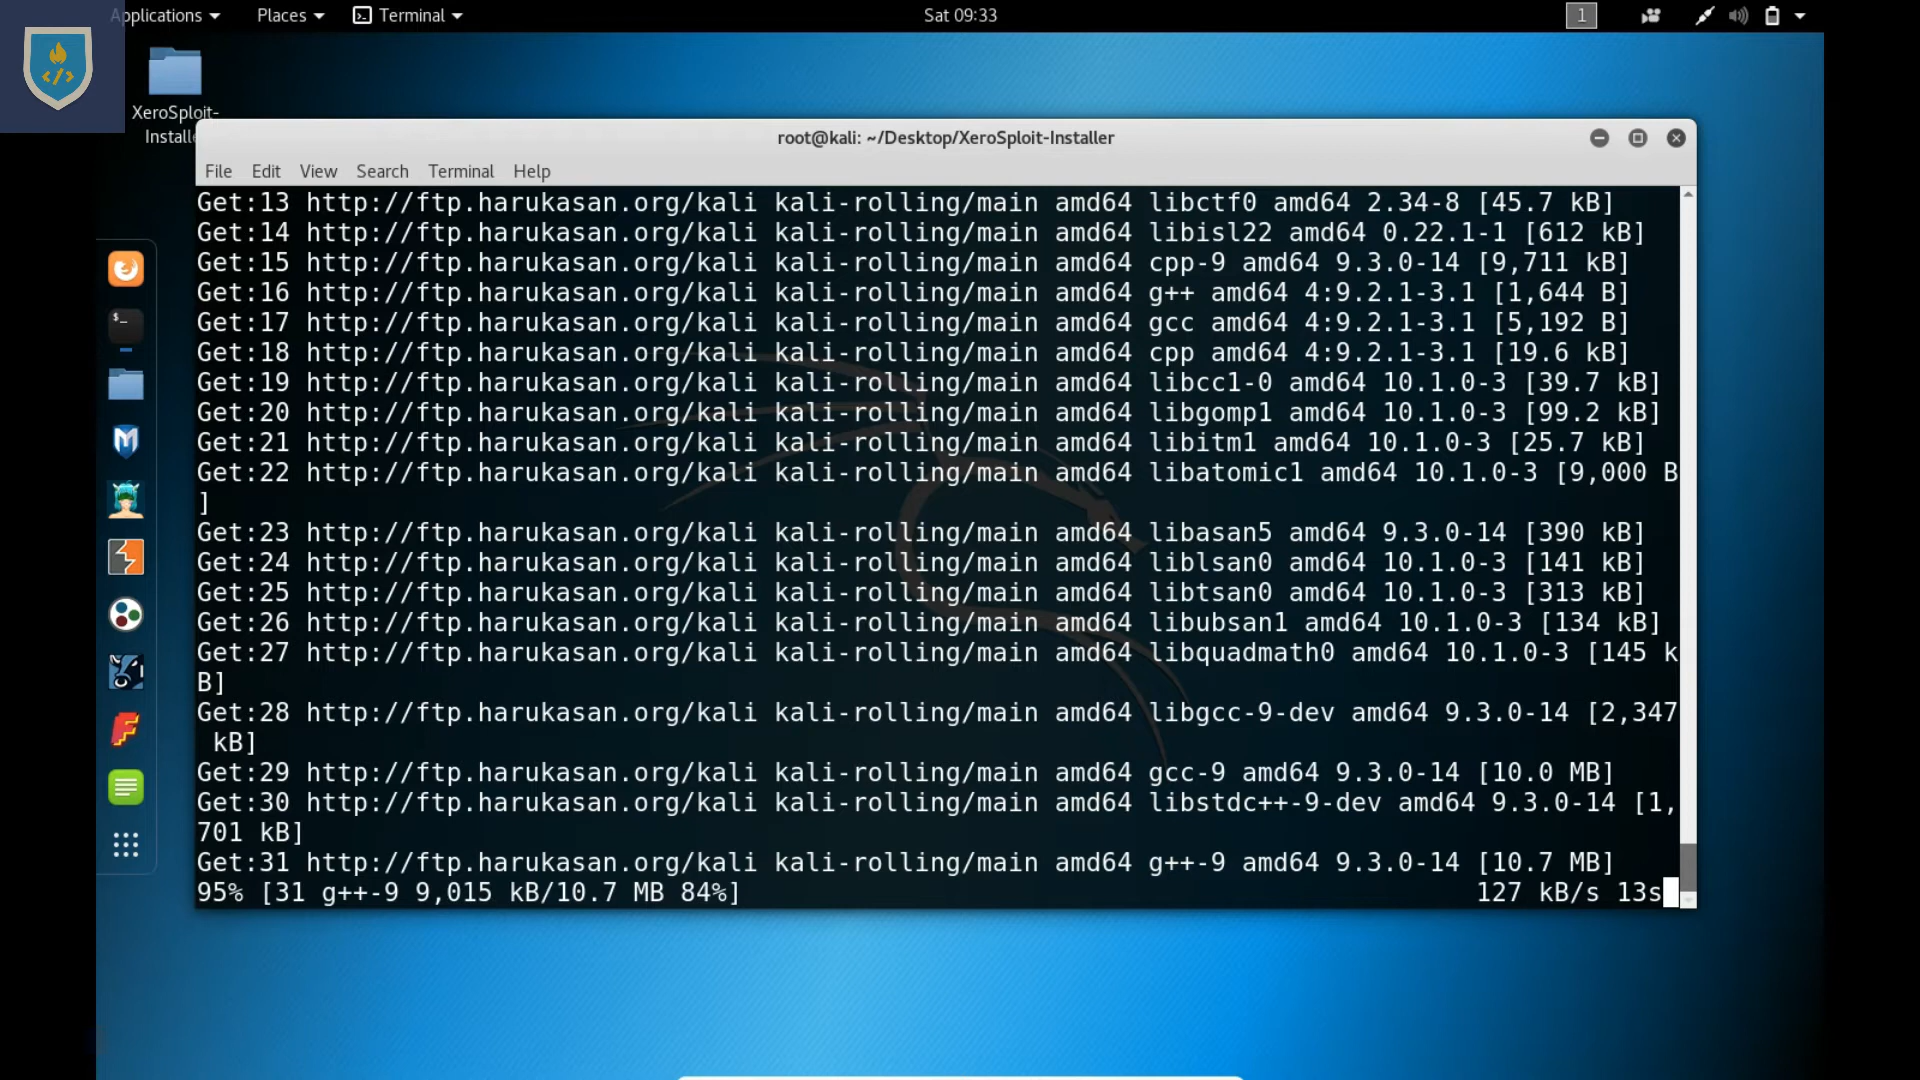 Applications
Places
Terminal
Sat 09:33
1
XeroSploit-
Installe
root@kali: ~/Desktop/XeroSploit-Installer
File Edit View Search Terminal Help
Get:13 http://ftp.harukasan.org/kali kali-rolling/main amd64 libctf0 amd64 2.34-8 [45.7 kB]
Get:14 http://ftp.harukasan.org/kali kali-rolling/main amd64 libisl22 amd64 0.22.1-1 [612 kB]
Get:15 http://ftp.harukasan.org/kali kali-rolling/main amd64 cpp-9 amd64 9.3.0-14 [9,711 kB]
Get:16 http://ftp.harukasan.org/kali kali-rolling/main amd64 g++ amd64 4:9.2.1-3.1 [1,644 B]
Get:17 http://ftp.harukasan.org/kali kali-rolling/main amd64 gcc amd64 4:9.2.1-3.1 [5,192 B]
Get:18 http://ftp.harukasan.org/kali kali-rolling/main amd64 cpp amd64 4:9.2.1-3.1 [19.6 kB]
Get:19 http://ftp.harukasan.org/kali kali-rolling/main amd64 libcc1-0 amd64 10.1.0-3 [39.7 kB]
Get:20 http://ftp.harukasan.org/kali kali-rolling/main amd64 libgomp1 amd64 10.1.0-3 [99.2 kB]
Get:21 http://ftp.harukasan.org/kali kali-rolling/main amd64 libitm1 amd64 10.1.0-3 [25.7 kB]
Get:22 http://ftp.harukasan.org/kali kali-rolling/main amd64 libatomic1 amd64 10.1.0-3 [9,000 B
]
Get:23 http://ftp.harukasan.org/kali kali-rolling/main amd64 libasan5 amd64 9.3.0-14 [390 kB]
Get:24 http://ftp.harukasan.org/kali kali-rolling/main amd64 liblsan0 amd64 10.1.0-3 [141 kB]
Get:25 http://ftp.harukasan.org/kali kali-rolling/main amd64 libtsan0 amd64 10.1.0-3 [313 kB]
Get:26 http://ftp.harukasan.org/kali kali-rolling/main amd64 libubsan1 amd64 10.1.0-3 [134 kB]
Get:27 http://ftp.harukasan.org/kali kali-rolling/main amd64 libquadmath0 amd64 10.1.0-3 [145 k
B]
Get:28 http://ftp.harukasan.org/kali kali-rolling/main amd64 libgcc-9-dev amd64 9.3.0-14 [2,347
kB]
Get:29 http://ftp.harukasan.org/kali kali-rolling/main amd64 gcc-9 amd64 9.3.0-14 [10.0 MB]
Get:30 http://ftp.harukasan.org/kali kali-rolling/main amd64 libstdc++-9-dev amd64 9.3.0-14 [1,
701 kB]
Get:31 http://ftp.harukasan.org/kali kali-rolling/main amd64 g++-9 amd64 9.3.0-14 [10.7 MB]
95% [31 g++-9 9,015 kB/10.7 MB 84%] 127 kB/s 13s